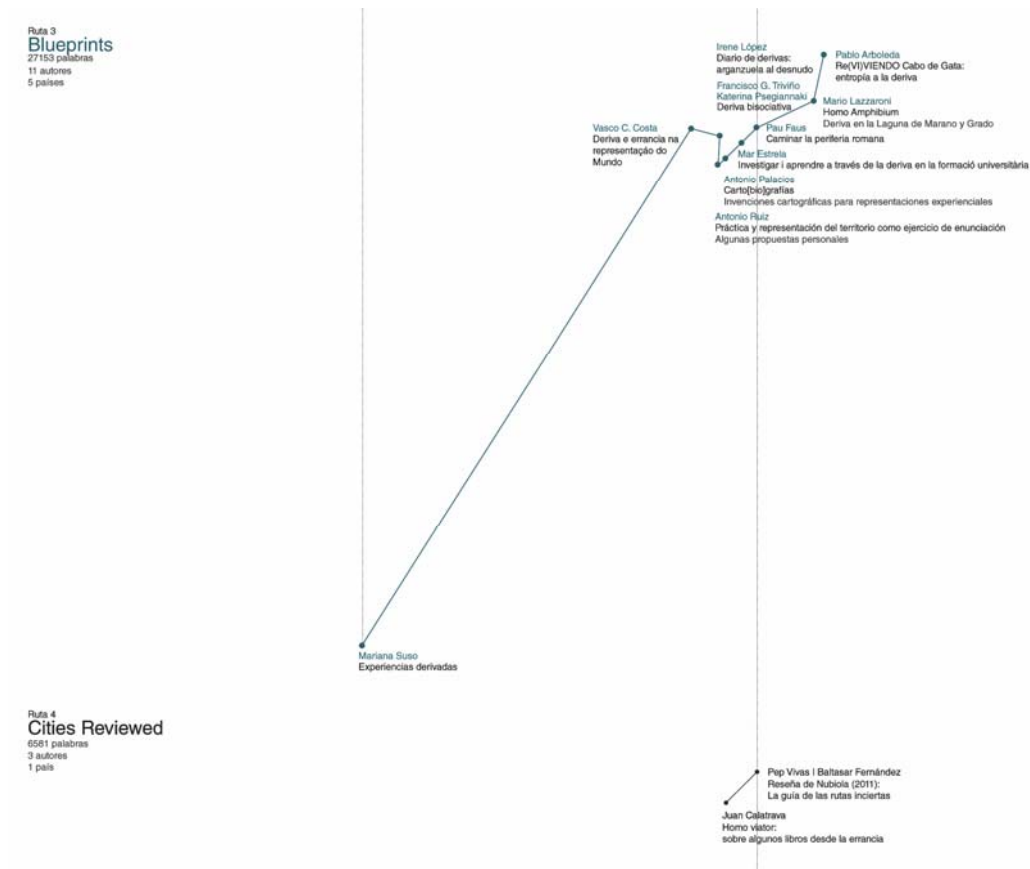 Ruta 3
Blueprints
27153 palabras
11 autores
5 países
Irene López
Diario de derivas:
arganzuela al desnudo
Pablo Arboleda
Re(VI)VIENDO Cabo de Gata:
entropía a la deriva
Francisco G. Triviño
Katerina Psegiannaki
Deriva bisociativa
Mario Lazzaroni
Homo Amphibium
Deriva en la Laguna de Marano y Grado
Vasco C. Costa
Deriva e errancia na
representação do
Mundo
Pau Faus
Caminar la periferia romana
Mar Estrela
Investigar i aprendre a través de la deriva en la formació universitària
Antonio Palacios
Carto[bio]grafías
Invenciones cartográficas para representaciones experienciales
Antonio Ruiz
Práctica y representación del territorio como ejercicio de enunciación
Algunas propuestas personales
Mariana Suso
Experiencias derivadas
Ruta 4
Cities Reviewed
6581 palabras
3 autores
1 país
Pep Vivas I Baltasar Fernández
Reseña de Nubiola (2011):
La guía de las rutas inciertas
Juan Calatrava
Homo viator:
sobre algunos libros desde la errancia